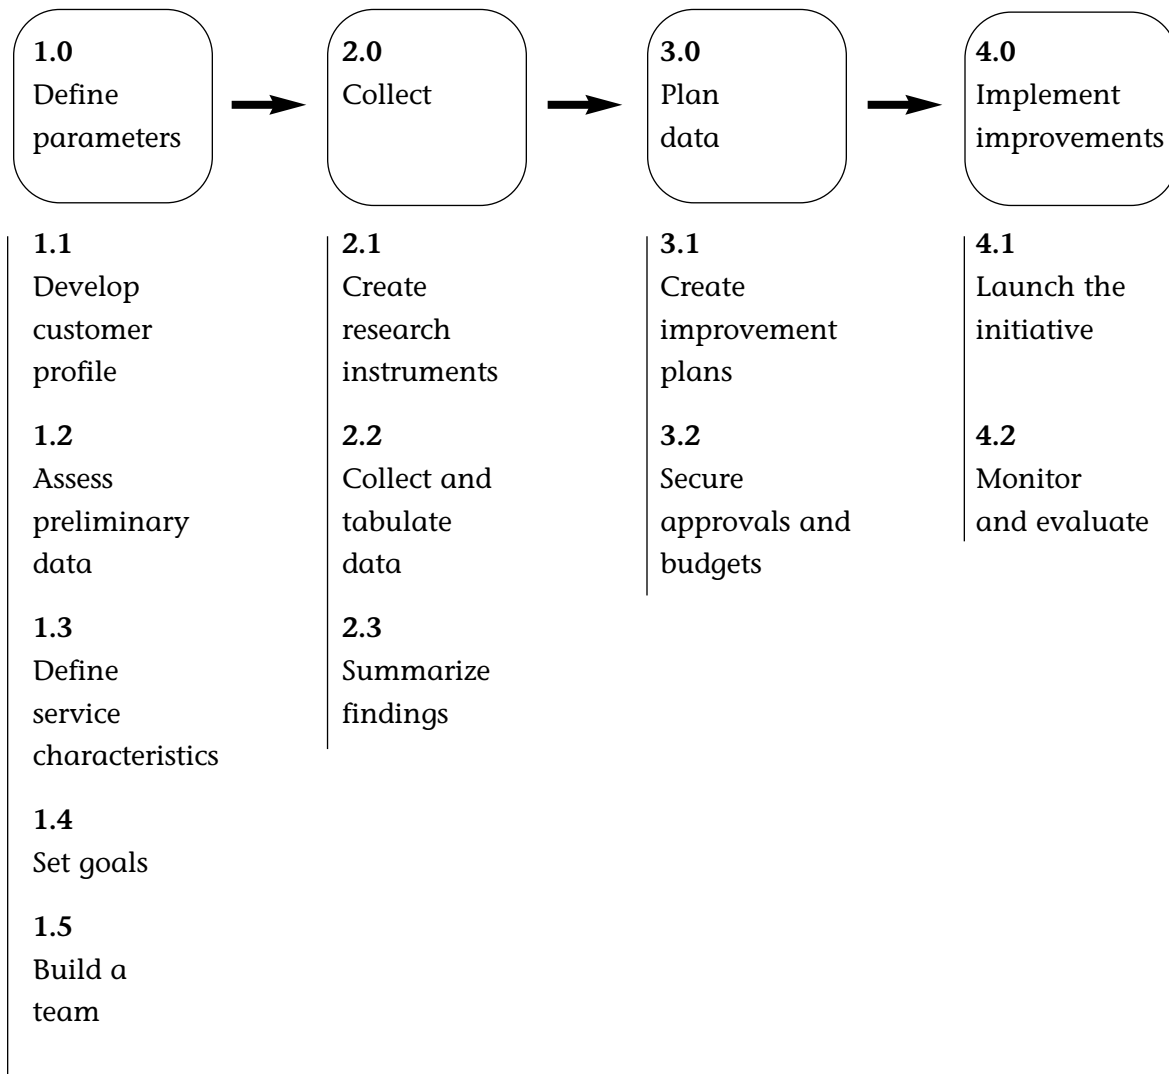 1.0
Define
parameters
2.0
Collect
3.0
Plan
data
4.0
Implement
improvements
1.1
Develop
customer
profile
1.2
Assess
preliminary
data
1.3
Define
service
characteristics
1.4
Set goals
1.5
Build a
team
2.1
Create
research
instruments
2.2
Collect and
tabulate
data
2.3
Summarize
findings
3.1
Create
improvement
plans
3.2
Secure
approvals and
budgets
4.1
Launch the
initiative
4.2
Monitor
and evaluate